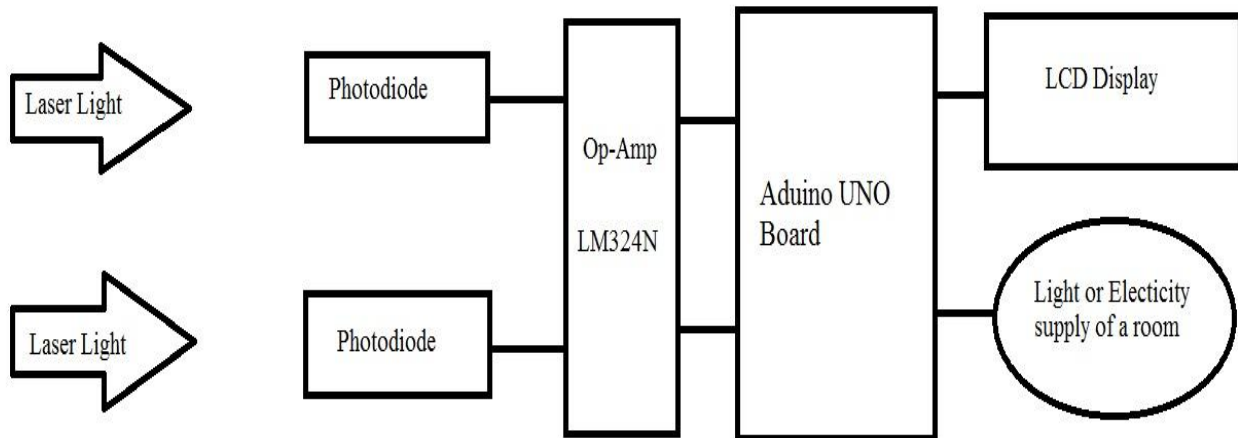 Laser Light
Photodiode
Op-Amp
LM324N
Aduino UNO
Board
LCD Display
Laser Light
Photodiode
Light or Electicity
supply of a room